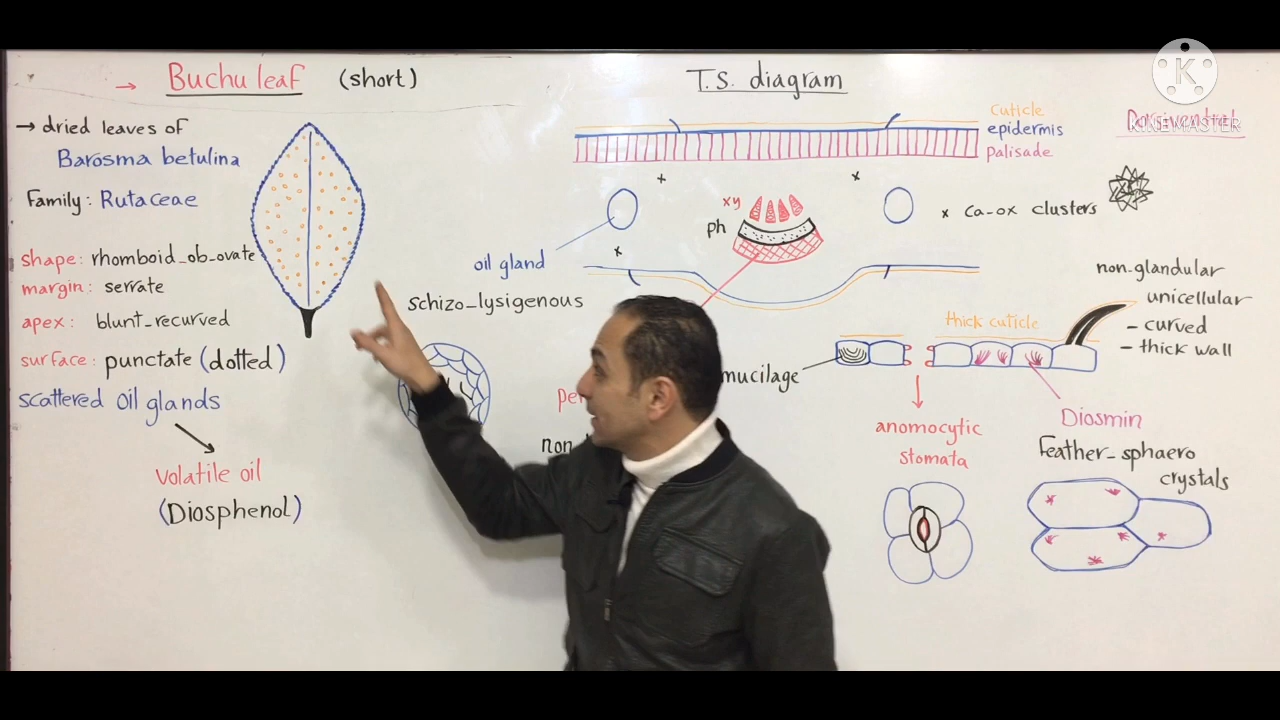 → Buchu leaf (short)
→ dried leaves of
Barosma betulina
Family: Rutaceae
shape: rhomboid_ob_ovate
margin: serrate
apex: blunt_recurved
surface: punctate (dotted)
scattered oil glands
volatile oil
(Diosphenol)
T.S. diagram
Cuticle
epidermis
palisade
Dorsiventral
K
KINEMASTER
xy
ph
x Ca-ox clusters
oil gland
schizo_lysigenous
non-glandular
unicellular
- curved
- thick wall
thick cuticle
mucilage
anomocytic
stomata
Diosmin
Feather_sphaero
crystals